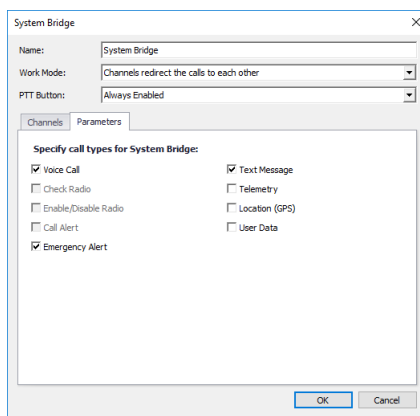 System Bridge
Name: System Bridge
Work Mode: Channels redirect the calls to each other
PTT Button: Always Enabled
Channels Parameters
Specify call types for System Bridge:
Voice Call Text Message
Check Radio Telemetry
Enable/Disable Radio Location (GPS)
Call Alert User Data
Emergency Alert
OK Cancel